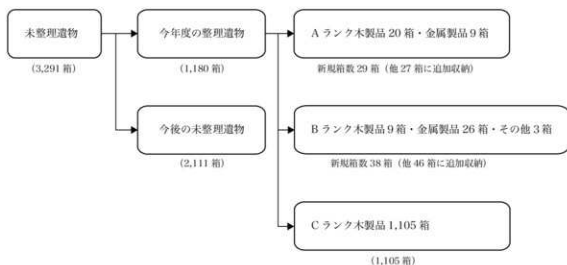 未整理遺物
(3,291 箱)
今年度の整理遺物
(1,180 箱)
今後の未整理遺物
(2,111 箱)
A ランク木製品 20 箱・金属製品 9 箱
新規箱数 29 箱(他 27 箱に追加収納)
B ランク木製品 9 箱・金属製品 26 箱・その他 3 箱
新規箱数 38 箱(他 46 箱に追加収納)
C ランク木製品 1,105 箱
(1,105 箱)